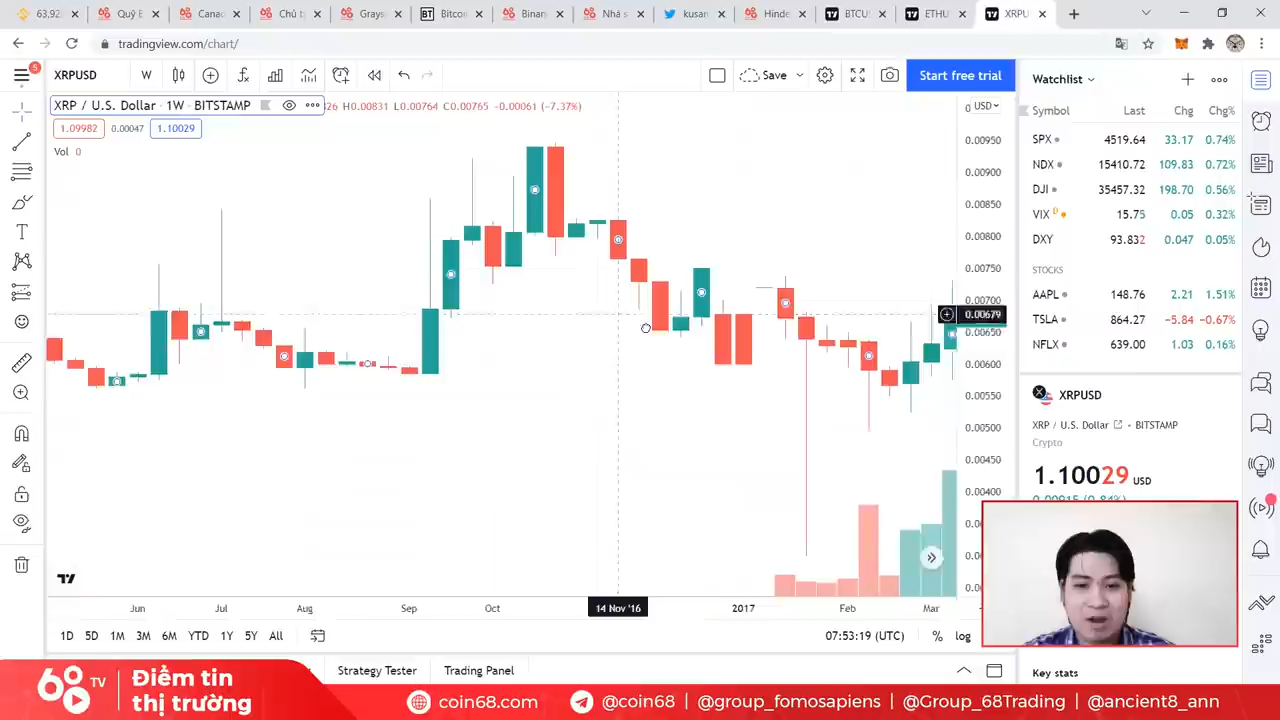 63,92
Quỹ Đ
Canad
Chủ tị
Grays
Bitcoi
Binan
Nhà s
kusan
Hinde
BTCU
ETHU
XRPU
tradingview.com/chart/
5
XRPUSD
W
Save
Start free trial
Watchlist
XRP / U.S. Dollar · 1W · BITSTAMP
26 H0.00831 L0.00764 C0.00765 -0.00061 (-7.37%)
USD
1.09982
0.00047
1.10029
Vol 0
0.00950
0.00900
0.00850
0.00800
0.00750
0.00700
0.00679
0.00650
0.00600
0.00550
0.00500
0.00450
0.00400
Symbol Last Chg Chg%
SPX 4519.64 33.17 0.74%
NDX 15410.72 109.83 0.72%
DJI 35457.32 198.70 0.56%
VIX D 15.75 0.05 0.32%
DXY 93.832 0.047 0.05%
STOCKS
AAPL 148.76 2.21 1.51%
TSLA 864.27 -5.84 -0.67%
NFLX 639.00 1.03 0.16%
XRPUSD
XRP / U.S. Dollar • BITSTAMP
Crypto
1.10029 USD
0.00915 (0.84%)
Jun Jul Aug Sep Oct 14 Nov '16 2017 Feb Mar
1D 5D 1M 3M 6M YTD 1Y 5Y All
07:53:19 (UTC)
% log
Strategy Tester
Trading Panel
Key stats
68 TV
Điểm tin
thị trường
coin68.com
@coin68 | @group_fomosapiens | @Group_68Trading | @ancient8_ann